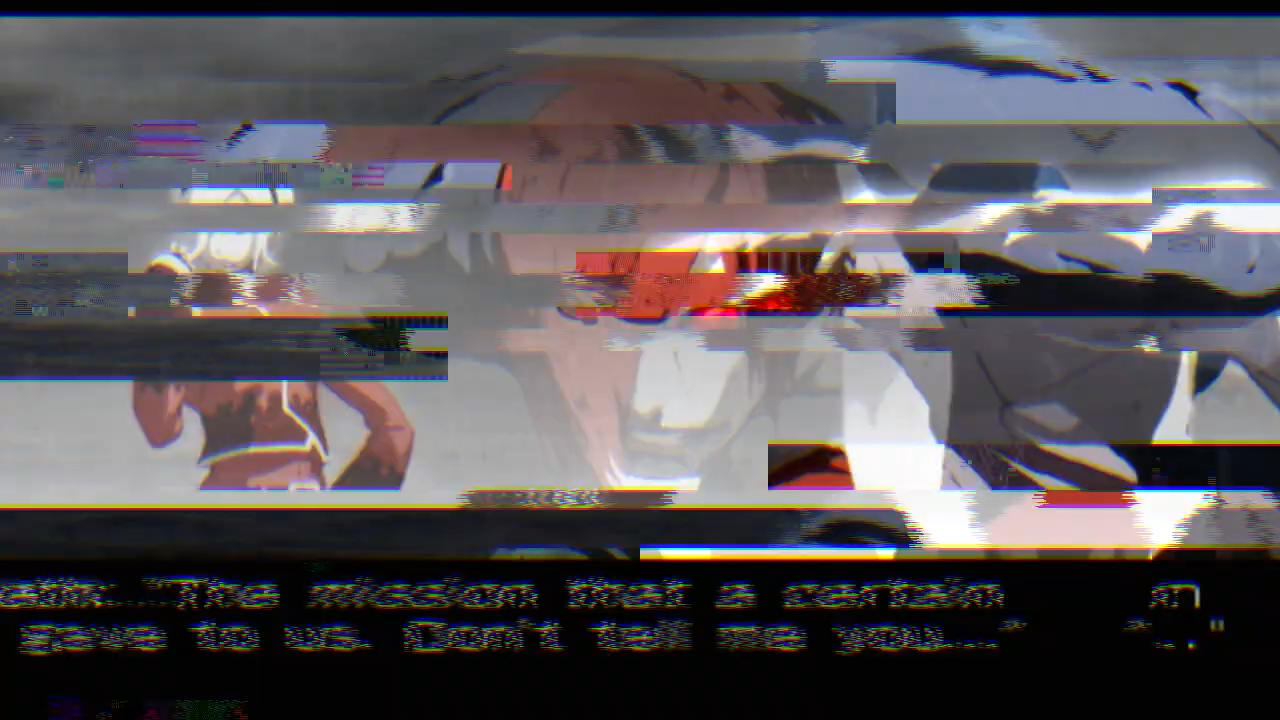 The mission that a certain
gave to us. Don't tell me you...."